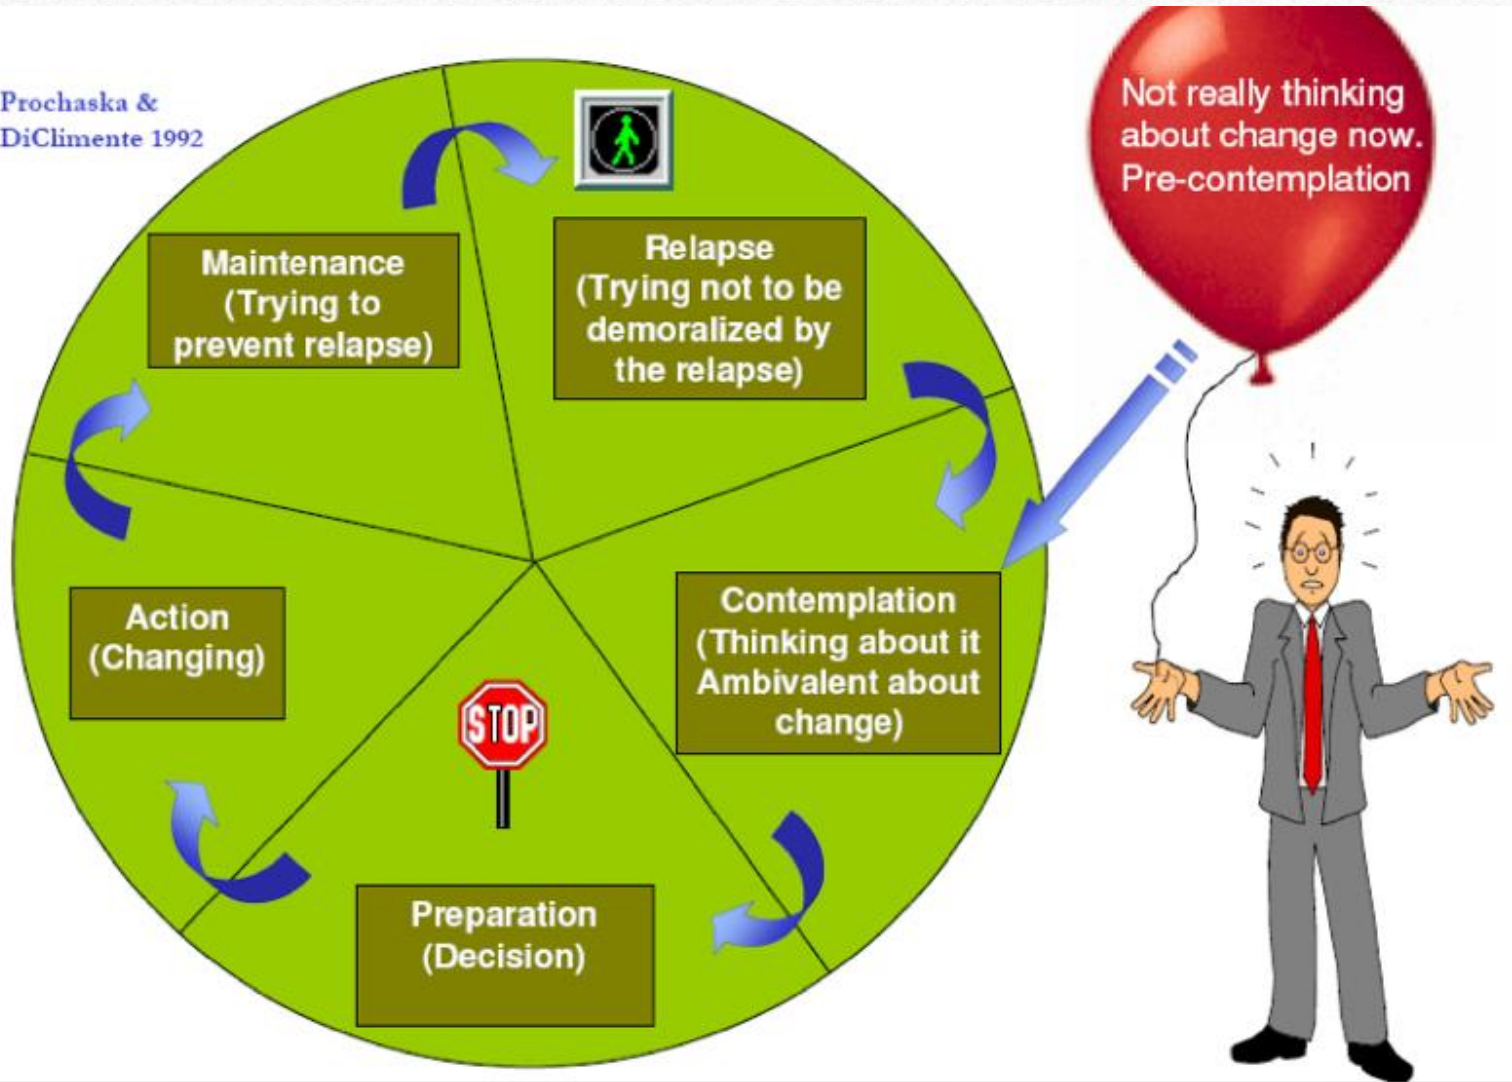 Prochaska &
DiClimente 1992
Not really thinking
about change now.
Pre-contemplation
Relapse
(Trying not to be
demoralized by
the relapse)
Maintenance
(Trying to
prevent relapse)
Contemplation
(Thinking about it
Ambivalent about
change)
Action
(Changing)
STOP
Preparation
(Decision)